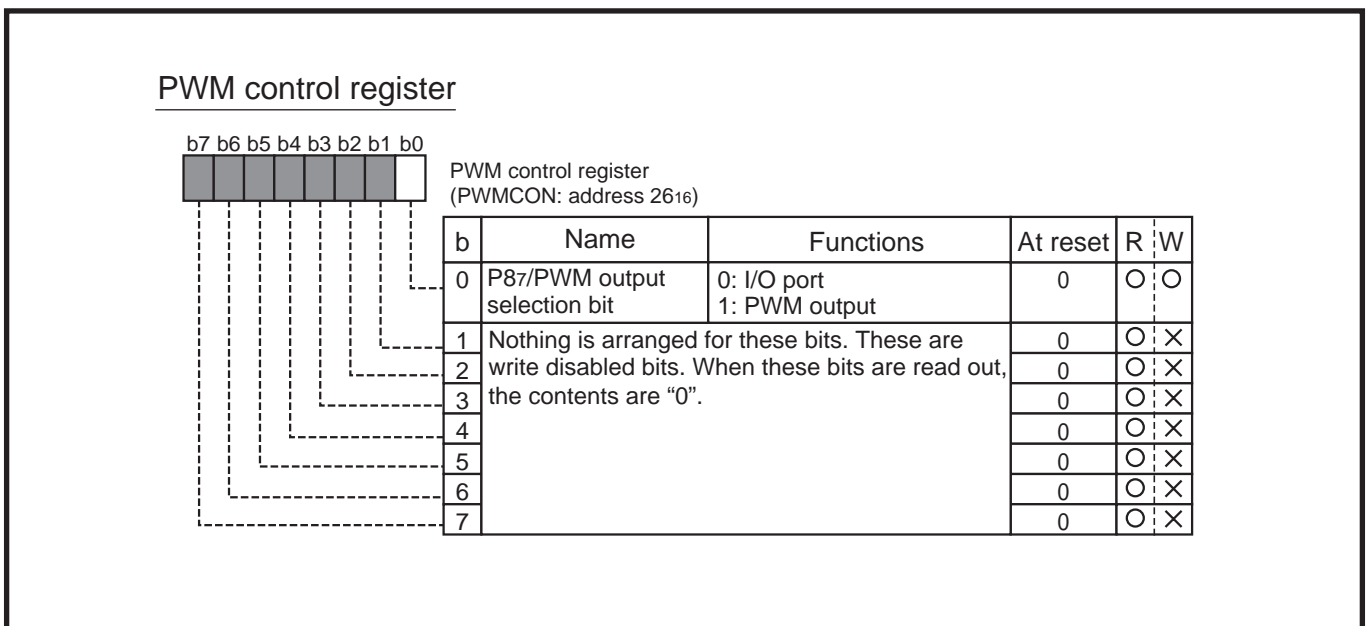 PWM control register
b7 b6 b5 b4 b3 b2 b1 b0
PWM control register
(PWMCON: address 2616)
b Name Functions At reset R W
0 P87/PWM output selection bit 0: I/O port 1: PWM output 0 O O
1 Nothing is arranged for these bits. These are 0 O ×
2 write disabled bits. When these bits are read out, 0 O ×
3 the contents are “0”. 0 O ×
4 0 O ×
5 0 O ×
6 0 O ×
7 0 O ×